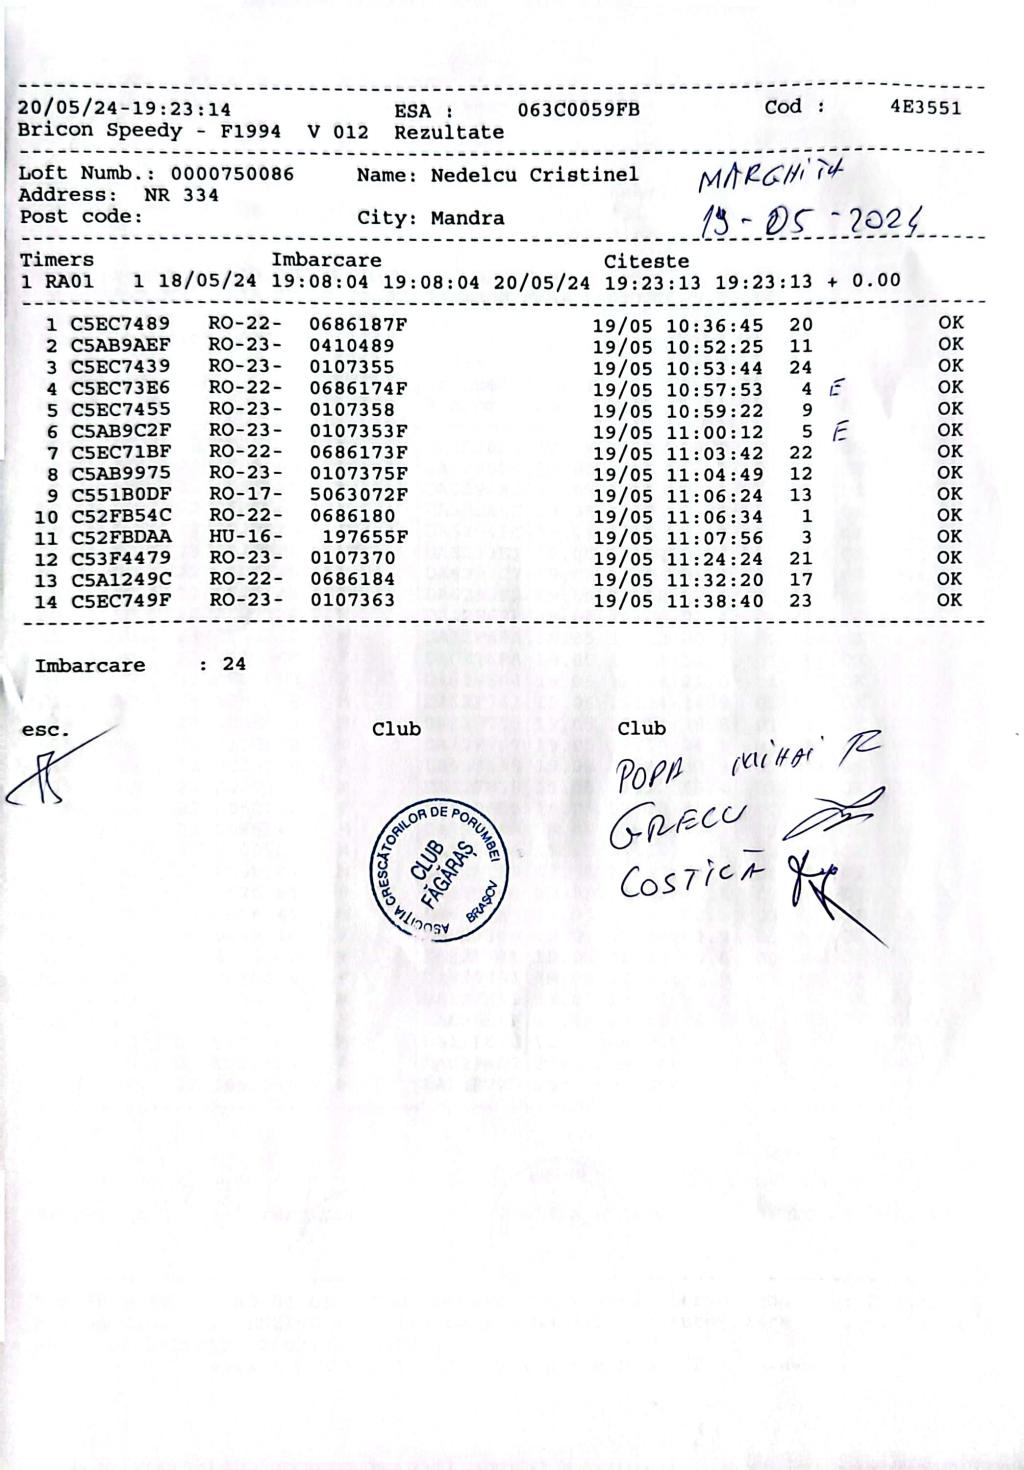 20/05/24-19:23:14 ESA : 063C0059FB Cod : 4E3551
Bricon Speedy - F1994 V 012 Rezultate
Loft Numb.: 0000750086 Name: Nedelcu Cristinel MARGHITA
Address: NR 334
Post code: City: Mandra 19-05-2024
Timers Imbarcare Citeste
1 RA01 1 18/05/24 19:08:04 19:08:04 20/05/24 19:23:13 19:23:13 + 0.00
1 C5EC7489 RO-22- 0686187F 19/05 10:36:45 20 OK
2 C5AB9AEF RO-23- 0410489 19/05 10:52:25 11 OK
3 C5EC7439 RO-23- 0107355 19/05 10:53:44 24 OK
4 C5EC73E6 RO-22- 0686174F 19/05 10:57:53 4 E OK
5 C5EC7455 RO-23- 0107358 19/05 10:59:22 9 OK
6 C5AB9C2F RO-23- 0107353F 19/05 11:00:12 5 E OK
7 C5EC71BF RO-22- 0686173F 19/05 11:03:42 22 OK
8 C5AB9975 RO-23- 0107375F 19/05 11:04:49 12 OK
9 C551B0DF RO-17- 5063072F 19/05 11:06:24 13 OK
10 C52FB54C RO-22- 0686180 19/05 11:06:34 1 OK
11 C52FBDAA HU-16- 197655F 19/05 11:07:56 3 OK
12 C53F4479 RO-23- 0107370 19/05 11:24:24 21 OK
13 C5A1249C RO-22- 0686184 19/05 11:32:20 17 OK
14 C5EC749F RO-23- 0107363 19/05 11:38:40 23 OK
Imbarcare : 24
esc. Club Club
POPA MIHAI
GRECU
COSTICĂ
ASOCIȚIA CRESCĂTORILOR DE PORUMBEI
CLUB
FĂGĂRAȘ
BRAȘOV